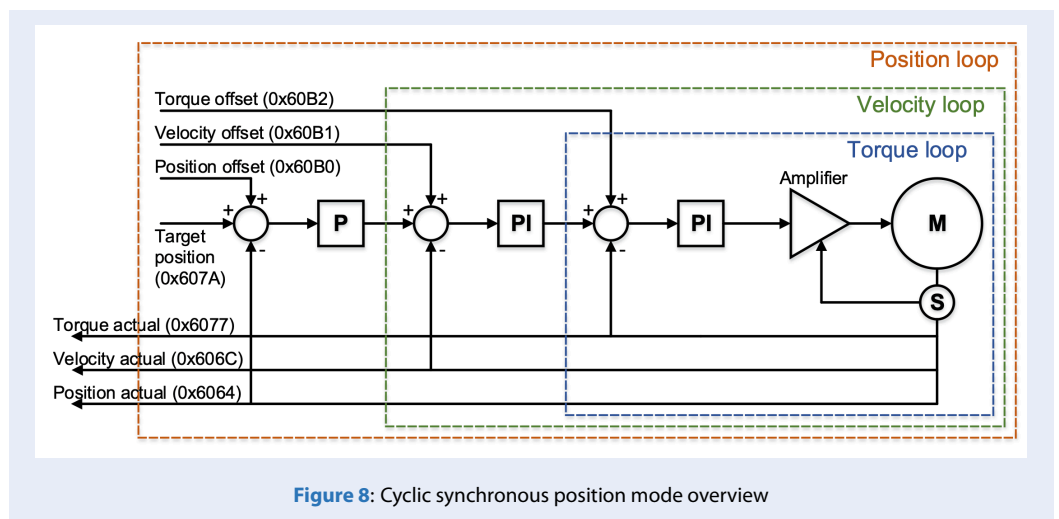 Position loop
Velocity loop
Torque loop
Torque offset (0x60B2)
Velocity offset (0x60B1)
Position offset (0x60B0)
Amplifier
+
+
+
+
+
+
P
PI
PI
M
Target
position
(0x607A)
-
-
-
S
Torque actual (0x6077)
Velocity actual (0x606C)
Position actual (0x6064)
Figure 8: Cyclic synchronous position mode overview